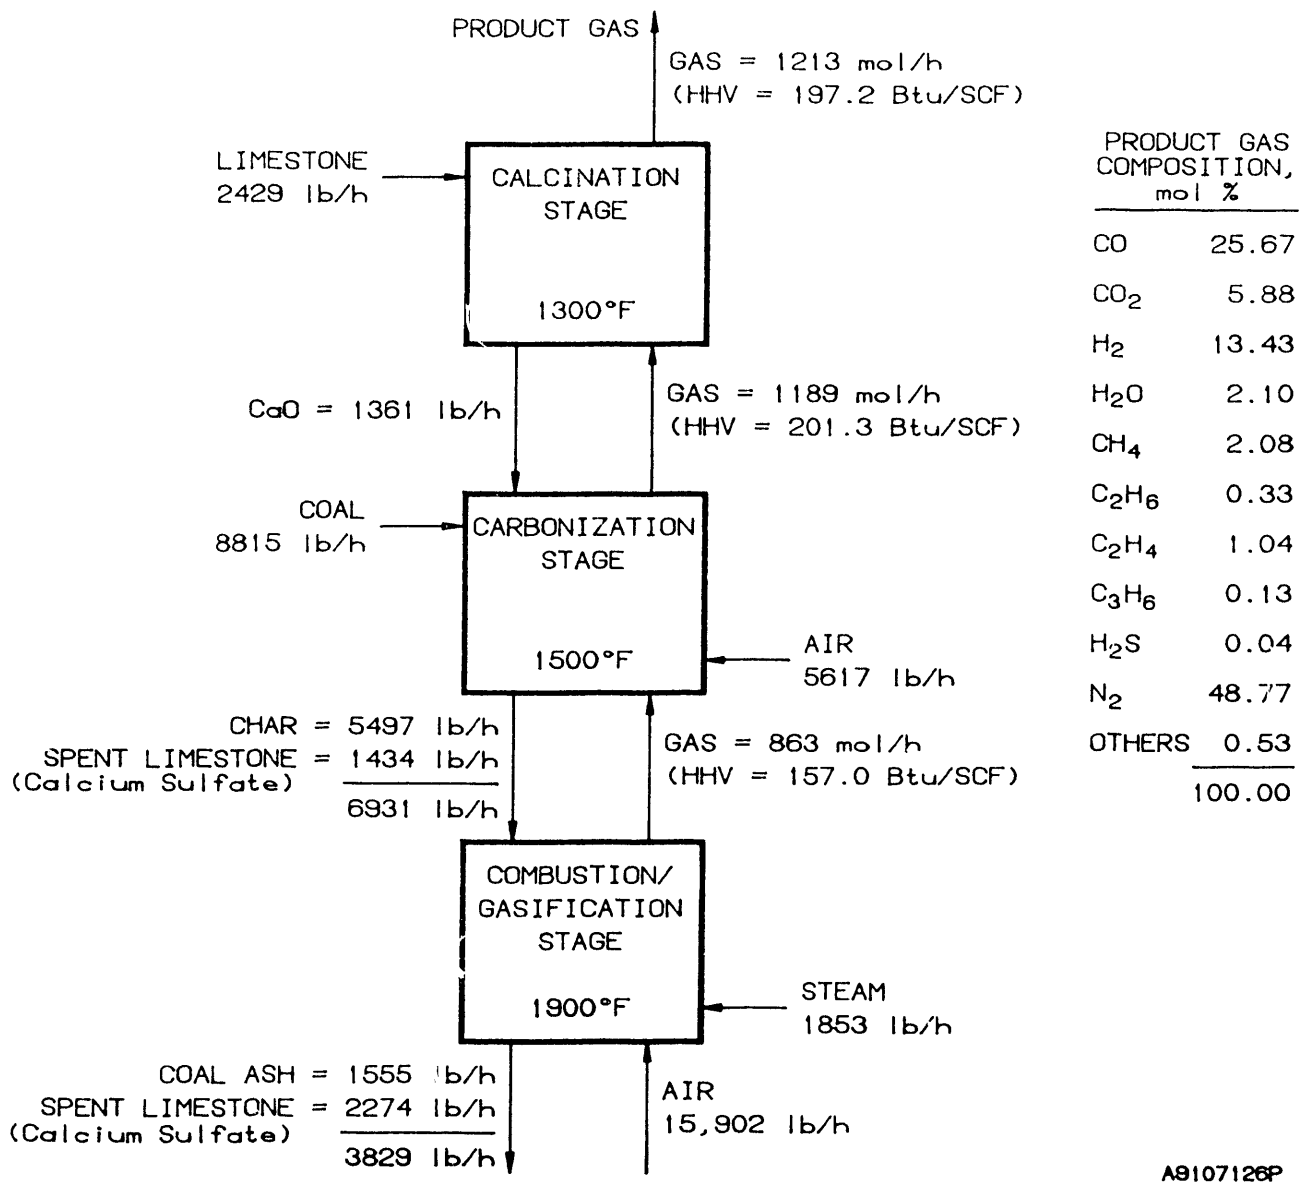 PRODUCT GAS
GAS = 1213 mol/h
(HHV = 197.2 Btu/SCF)
LIMESTONE
2429 lb/h
CALCINATION
STAGE
1300°F
CaO = 1361 lb/h
GAS = 1189 mol/h
(HHV = 201.3 Btu/SCF)
COAL
8815 lb/h
CARBONIZATION
STAGE
1500°F
AIR
5617 lb/h
CHAR = 5497 lb/h
SPENT LIMESTONE = 1434 lb/h
(Calcium Sulfate)
6931 lb/h
GAS = 863 mol/h
(HHV = 157.0 Btu/SCF)
COMBUSTION/
GASIFICATION
STAGE
1900°F
STEAM
1853 lb/h
COAL ASH = 1555 lb/h
SPENT LIMESTONE = 2274 lb/h
(Calcium Sulfate)
3829 lb/h
AIR
15,902 lb/h
PRODUCT GAS
COMPOSITION,
mol %
CO 25.67
CO₂ 5.88
H₂ 13.43
H₂O 2.10
CH₄ 2.08
C₂H₆ 0.33
C₂H₄ 1.04
C₃H₆ 0.13
H₂S 0.04
N₂ 48.77
OTHERS 0.53
100.00
A9107126P